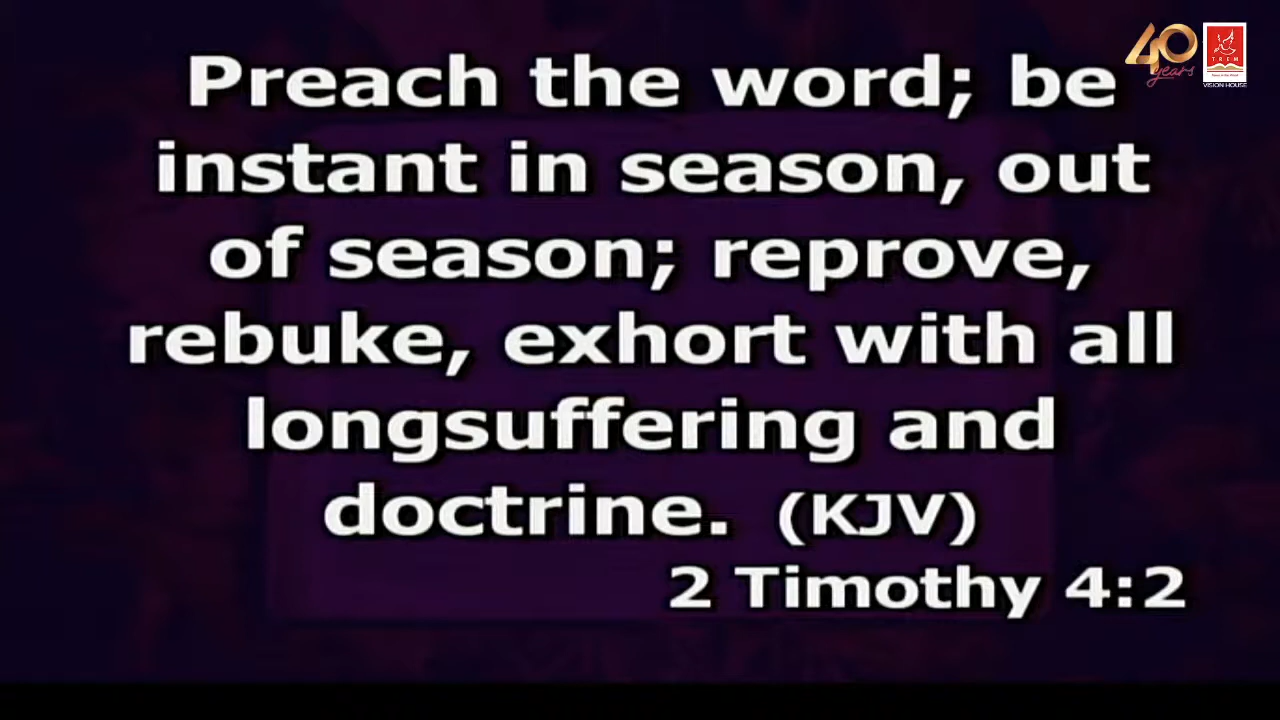 Preach the word; be
instant in season, out
of season; reprove,
rebuke, exhort with all
longsuffering and
doctrine. (KJV)
2 Timothy 4:2
40
years
TREM
VISION HOUSE